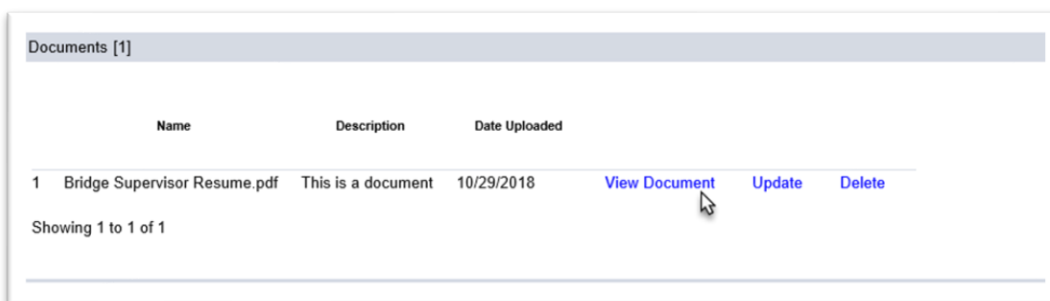 Documents [1]
Name Description Date Uploaded
1 Bridge Supervisor Resume.pdf This is a document 10/29/2018 View Document Update Delete
Showing 1 to 1 of 1